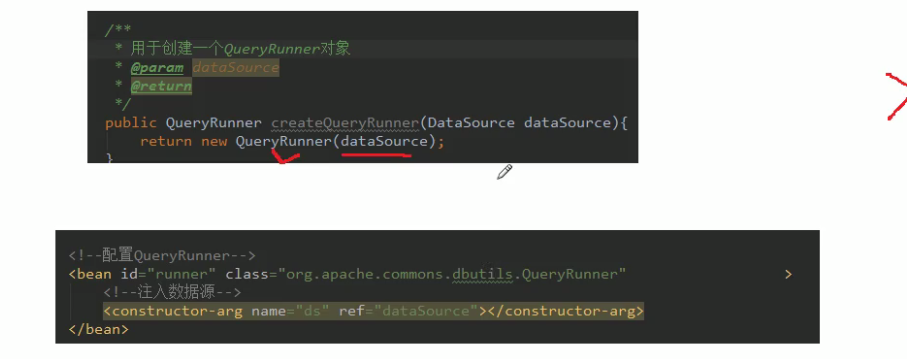 /**
* 用于创建一个QueryRunner对象
* @param dataSource
* @return
*/
public QueryRunner createQueryRunner(DataSource dataSource){
return new QueryRunner(dataSource);
}
<!--配置QueryRunner-->
<bean id="runner" class="org.apache.commons.dbutils.QueryRunner" >
<!--注入数据源-->
<constructor-arg name="ds" ref="dataSource"></constructor-arg>
</bean>